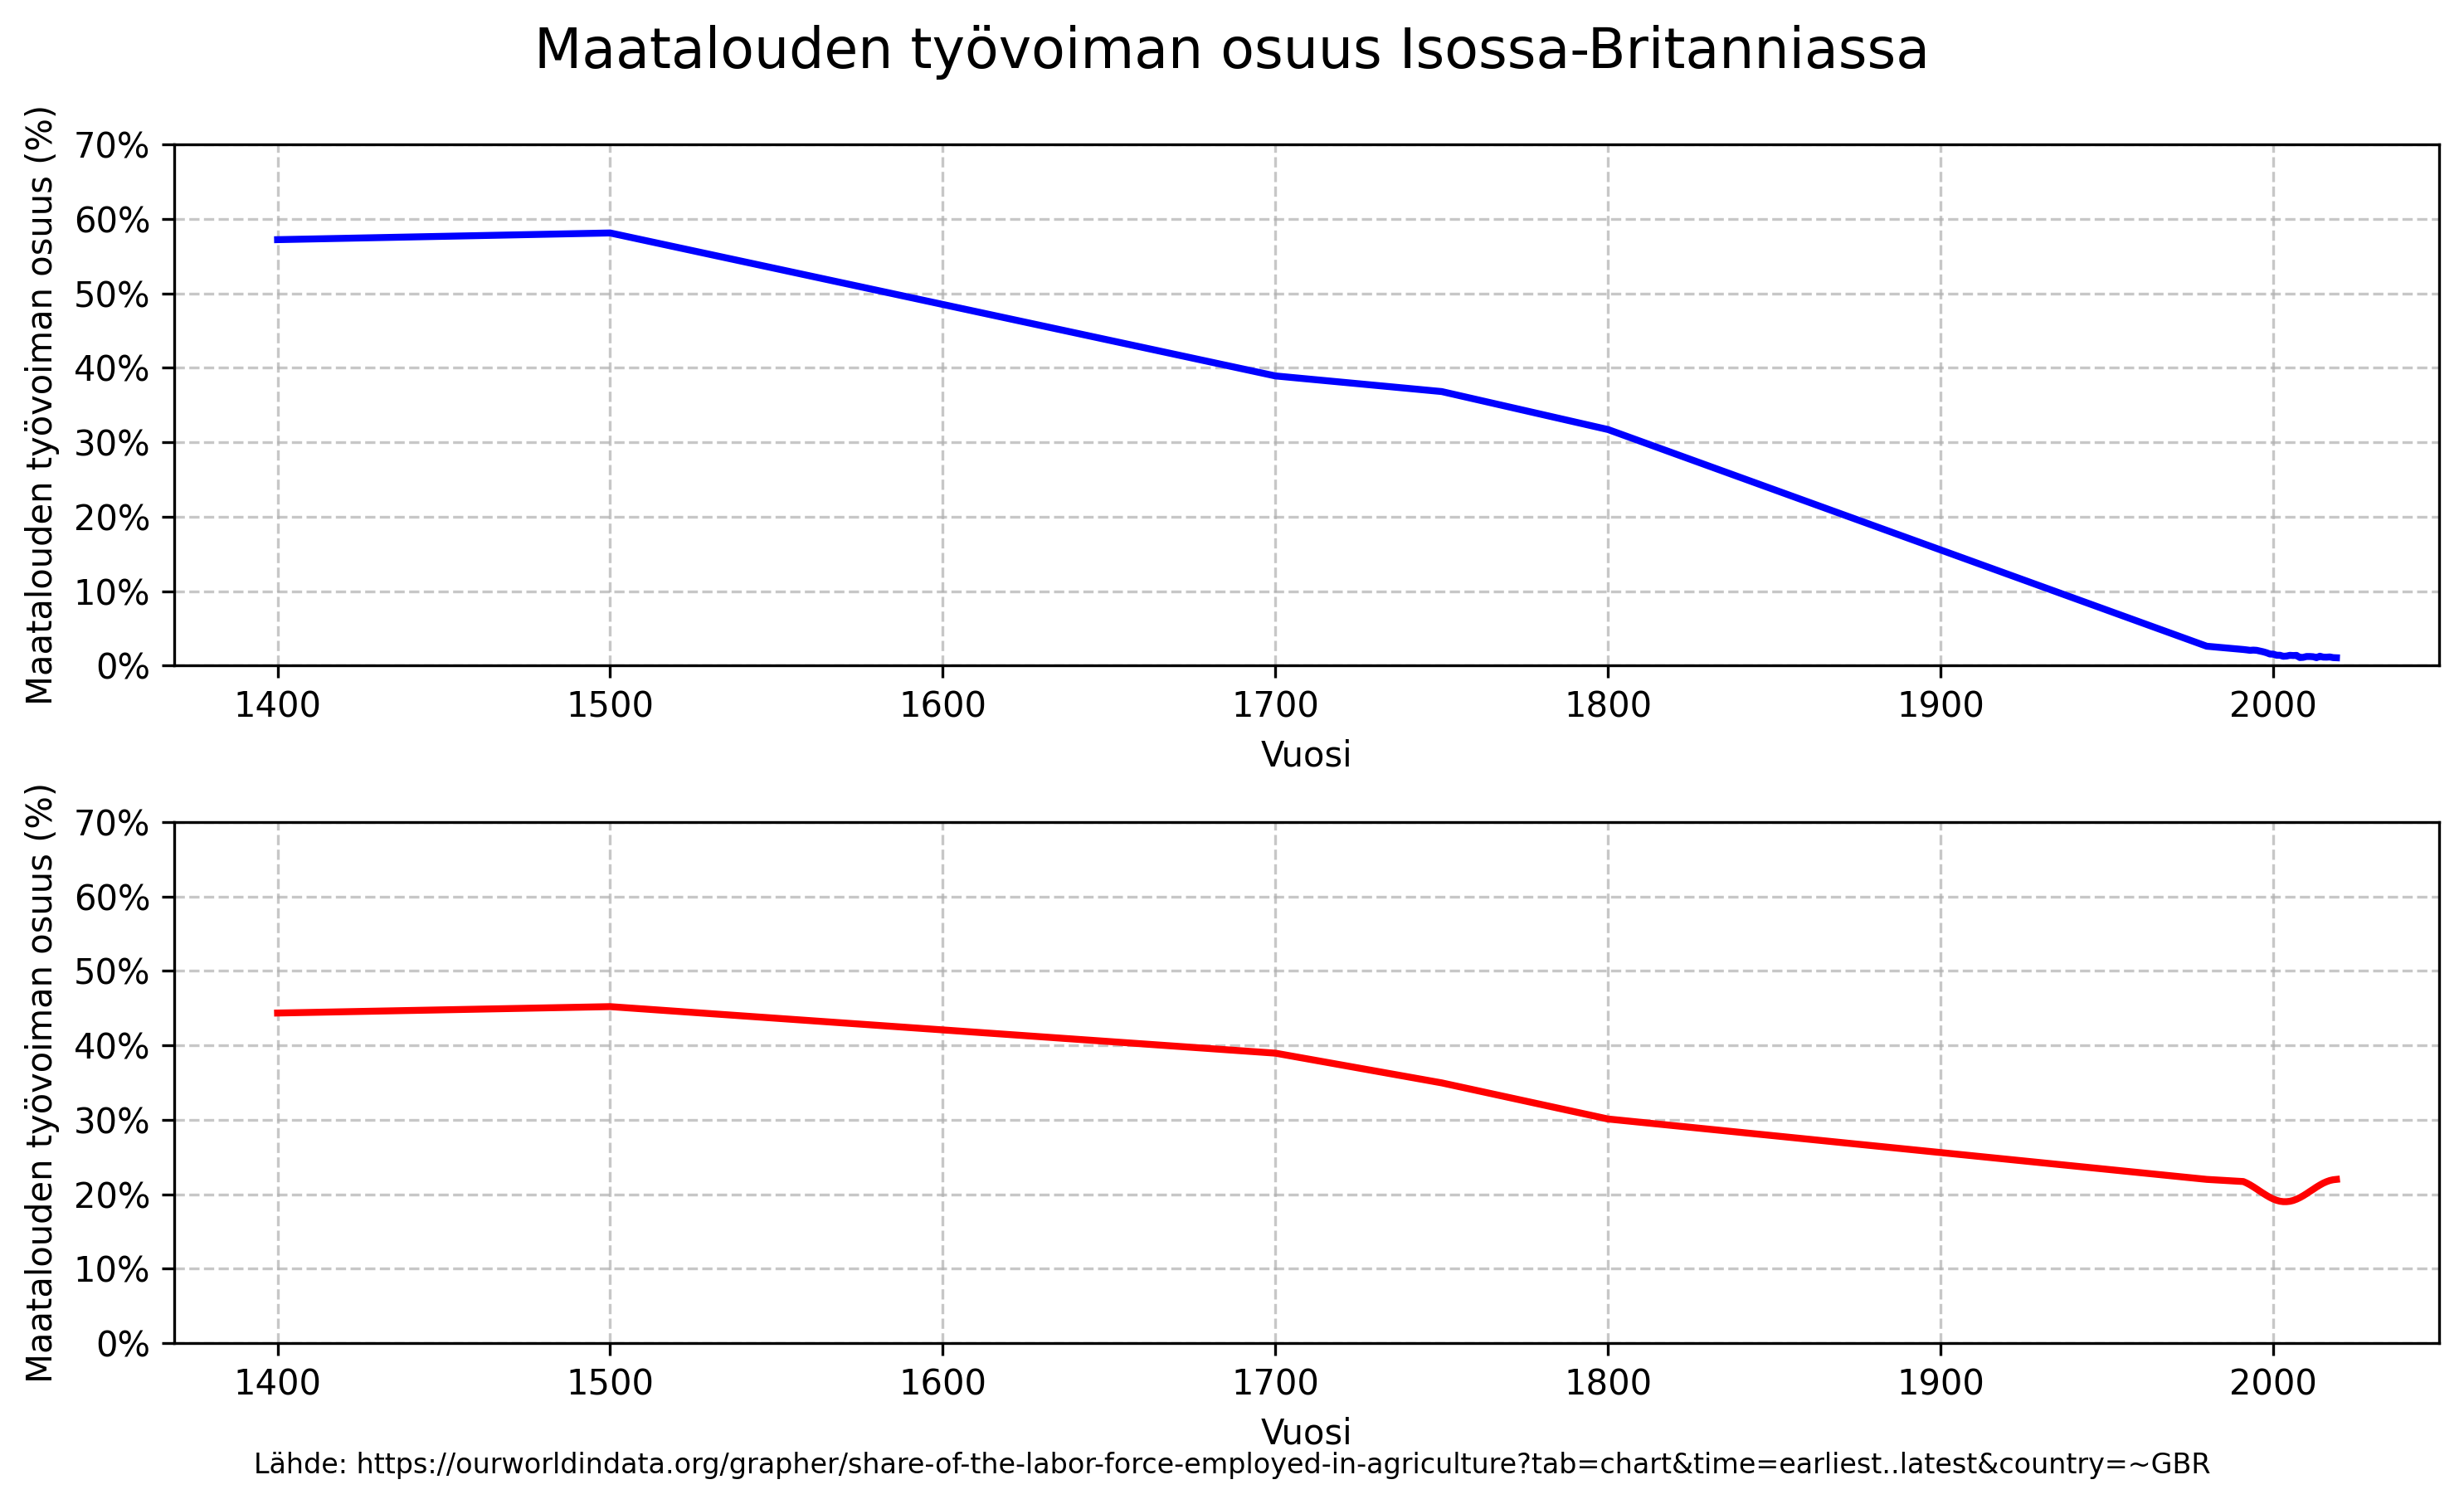 Maatalouden työvoiman osuus Isossa-Britanniassa
Maatalouden työvoiman osuus (%)
70%
60%
50%
40%
30%
20%
10%
0%
1400 1500 1600 1700 1800 1900 2000
Vuosi
Maatalouden työvoiman osuus (%)
70%
60%
50%
40%
30%
20%
10%
0%
1400 1500 1600 1700 1800 1900 2000
Vuosi
Lähde: https://ourworldindata.org/grapher/share-of-the-labor-force-employed-in-agriculture?tab=chart&time=earliest..latest&country=~GBR